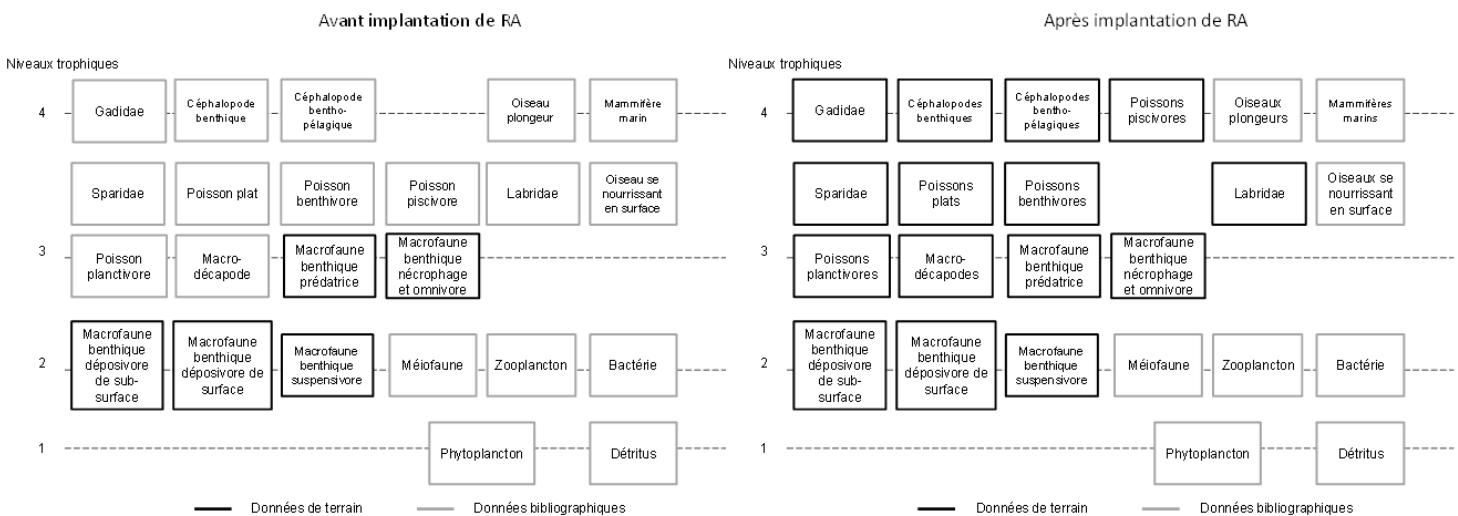 Avant implantation de RA
Niveaux trophiques
4
Gadidae
Céphalopode
benthique
Céphalopode
bentho-
pélagique
Oiseau
plongeur
Mammifère
marin
Sparidae
Poisson plat
Poisson
benthivore
Poisson
piscivore
Labridae
Oiseau se
nourrissant
en surface
3
Poisson
planctivore
Macro-
décapode
Macrofaune
benthique
prédatrice
Macrofaune
benthique
nécrophage
et omnivore
2
Macrofaune
benthique
déposivore
de sub-
surface
Macrofaune
benthique
déposivore de
surface
Macrofaune
benthique
suspensivore
Méiofaune
Zooplancton
Bactérie
1
Phytoplancton
Détritus
Données de terrain
Données bibliographiques
Après implantation de RA
Niveaux trophiques
4
Gadidae
Céphalopodes
benthiques
Céphalopodes
bentho-
pélagiques
Poissons
piscivores
Oiseaux
plongeurs
Mammifères
marins
Sparidae
Poissons
plats
Poissons
benthivores
Labridae
Oiseaux se
nourrissant
en surface
3
Poissons
planctivores
Macro-
décapodes
Macrofaune
benthique
prédatrice
Macrofaune
benthique
nécrophage
et omnivore
2
Macrofaune
benthique
déposivore
de sub-
surface
Macrofaune
benthique
déposivore de
surface
Macrofaune
benthique
suspensivore
Méiofaune
Zooplancton
Bactérie
1
Phytoplancton
Détritus
Données de terrain
Données bibliographiques